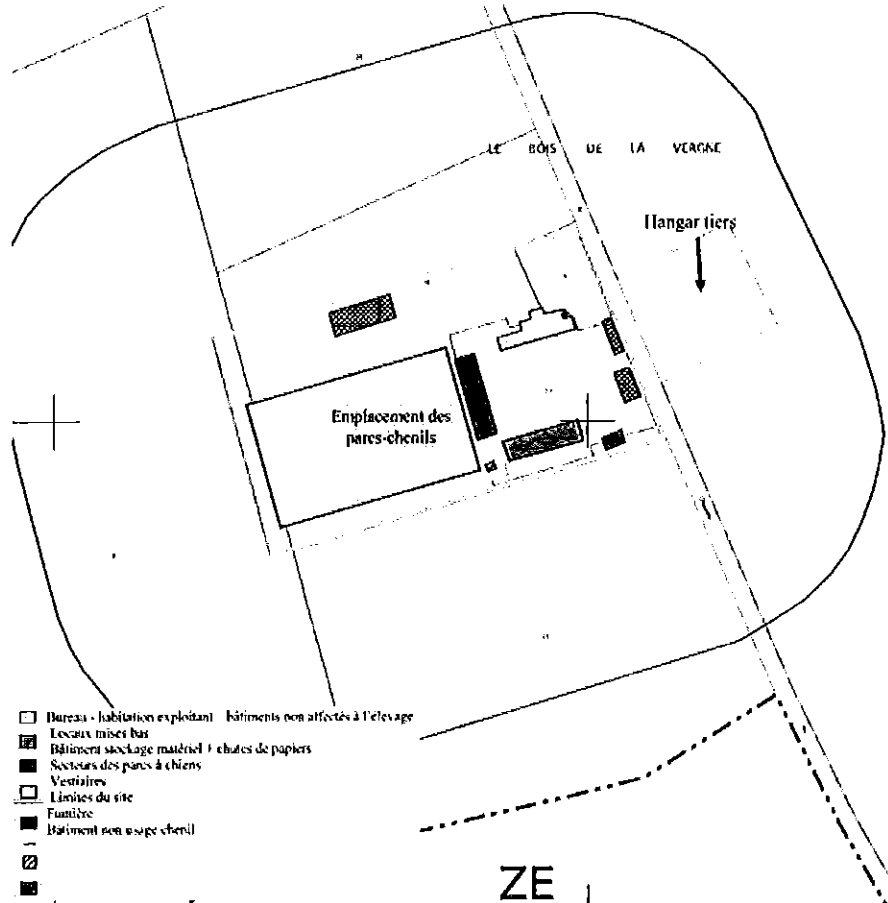 LE BOIS DE LA VERGNE
Hangar tiers
Emplacement des
parcs-chenils
Bureau - habitation exploitant bâtiments non affectés à l'élevage
Locaux mises bas
Bâtiment stockage matériel + chutes de papiers
Secteurs des parcs à chiens
Vestiaires
Limites du site
Fumière
Bâtiment non usage chenil
ZE